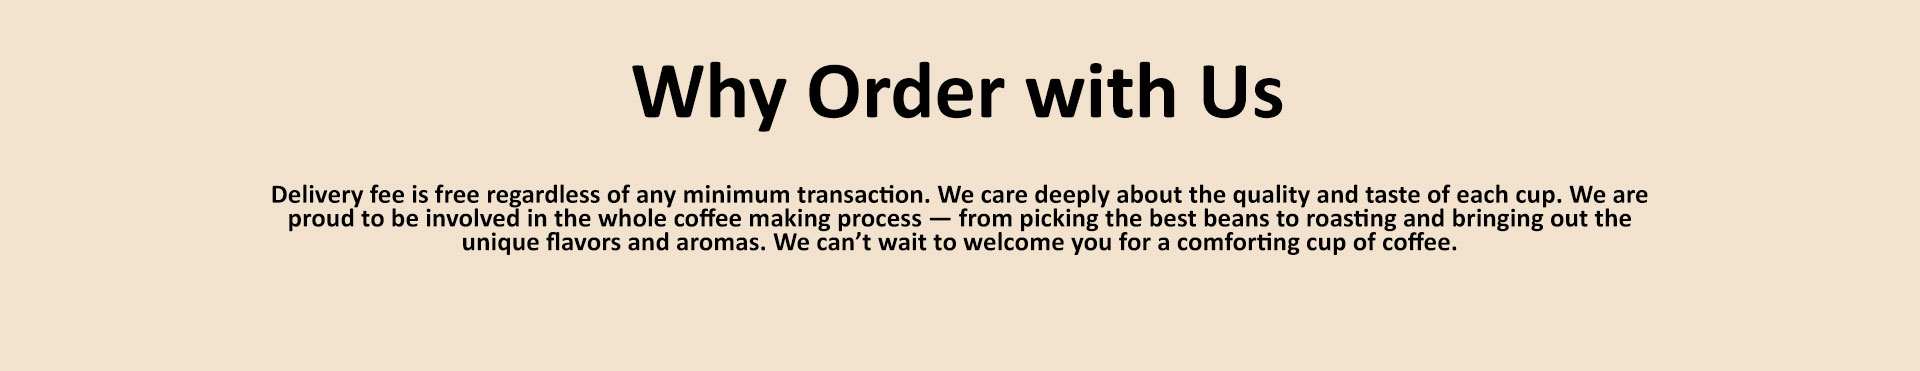 Why Order with Us
Delivery fee is free regardless of any minimum transaction. We care deeply about the quality and taste of each cup. We are
proud to be involved in the whole coffee making process — from picking the best beans to roasting and bringing out the
unique flavors and aromas. We can’t wait to welcome you for a comforting cup of coffee.